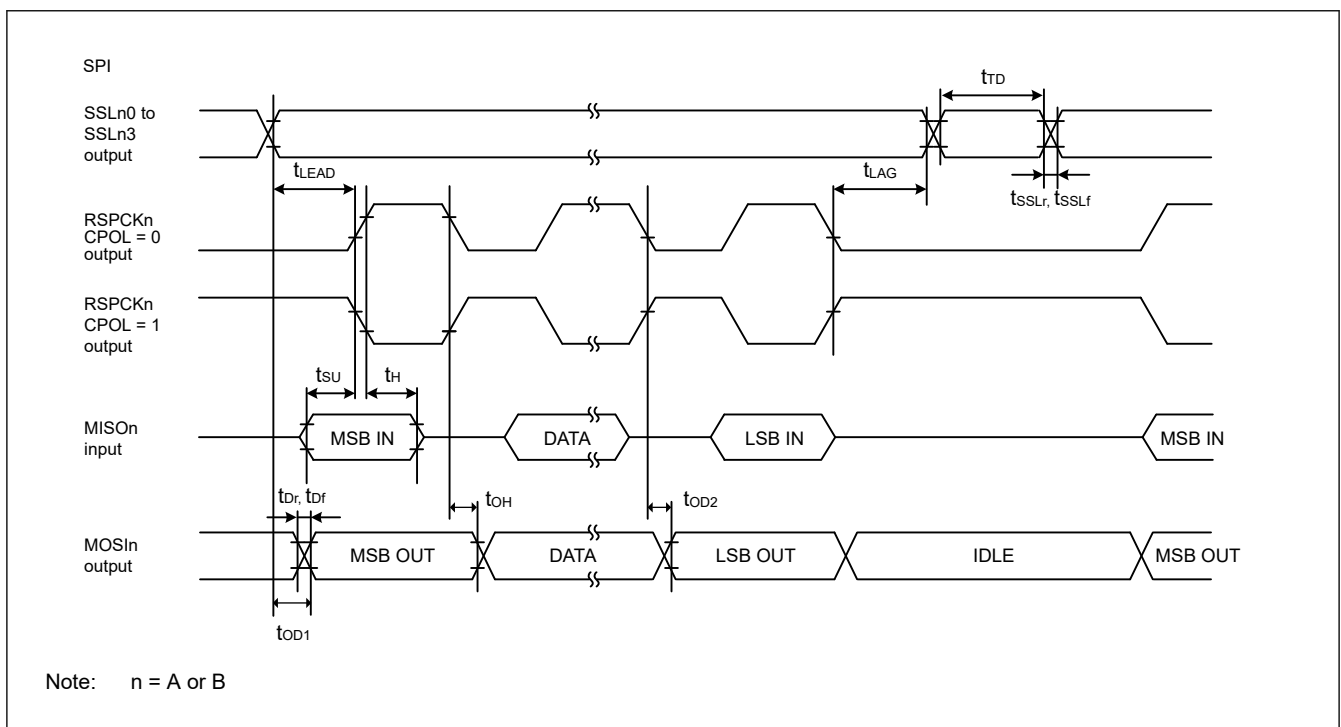 SPI
tTD
SSLn0 to
SSLn3
output
tLEAD
tLAG
tSSLr, tSSLf
RSPCKn
CPOL = 0
output
RSPCKn
CPOL = 1
output
tSU
tH
MISOn
input
MSB IN
DATA
LSB IN
MSB IN
tDr, tDf
tOH
tOD2
MOSIn
output
MSB OUT
DATA
LSB OUT
IDLE
MSB OUT
tOD1
Note: n = A or B